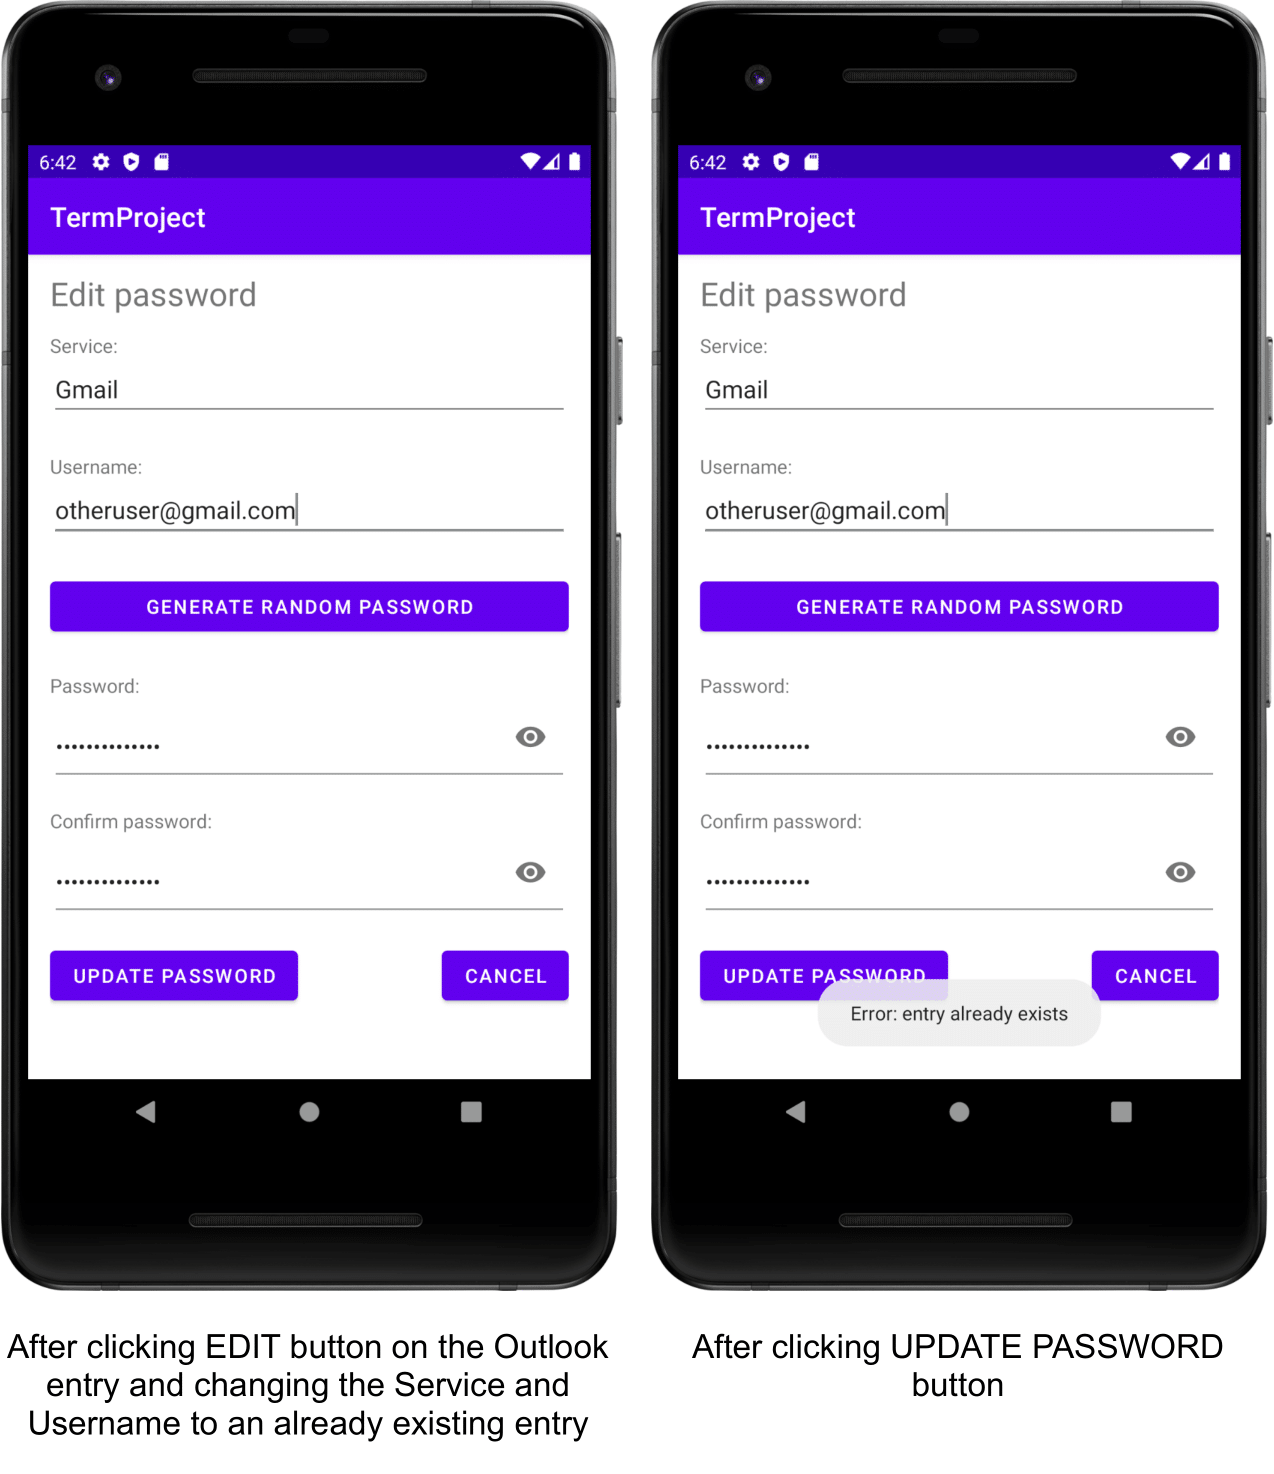 6:42
TermProject
Edit password
Service:
Gmail
Username:
otheruser@gmail.com
GENERATE RANDOM PASSWORD
Password:
••••••••••••••
Confirm password:
••••••••••••••
UPDATE PASSWORD CANCEL
After clicking EDIT button on the Outlook
entry and changing the Service and
Username to an already existing entry
6:42
TermProject
Edit password
Service:
Gmail
Username:
otheruser@gmail.com
GENERATE RANDOM PASSWORD
Password:
••••••••••••••
Confirm password:
••••••••••••••
UPDATE PASSWORD CANCEL
Error: entry already exists
After clicking UPDATE PASSWORD
button